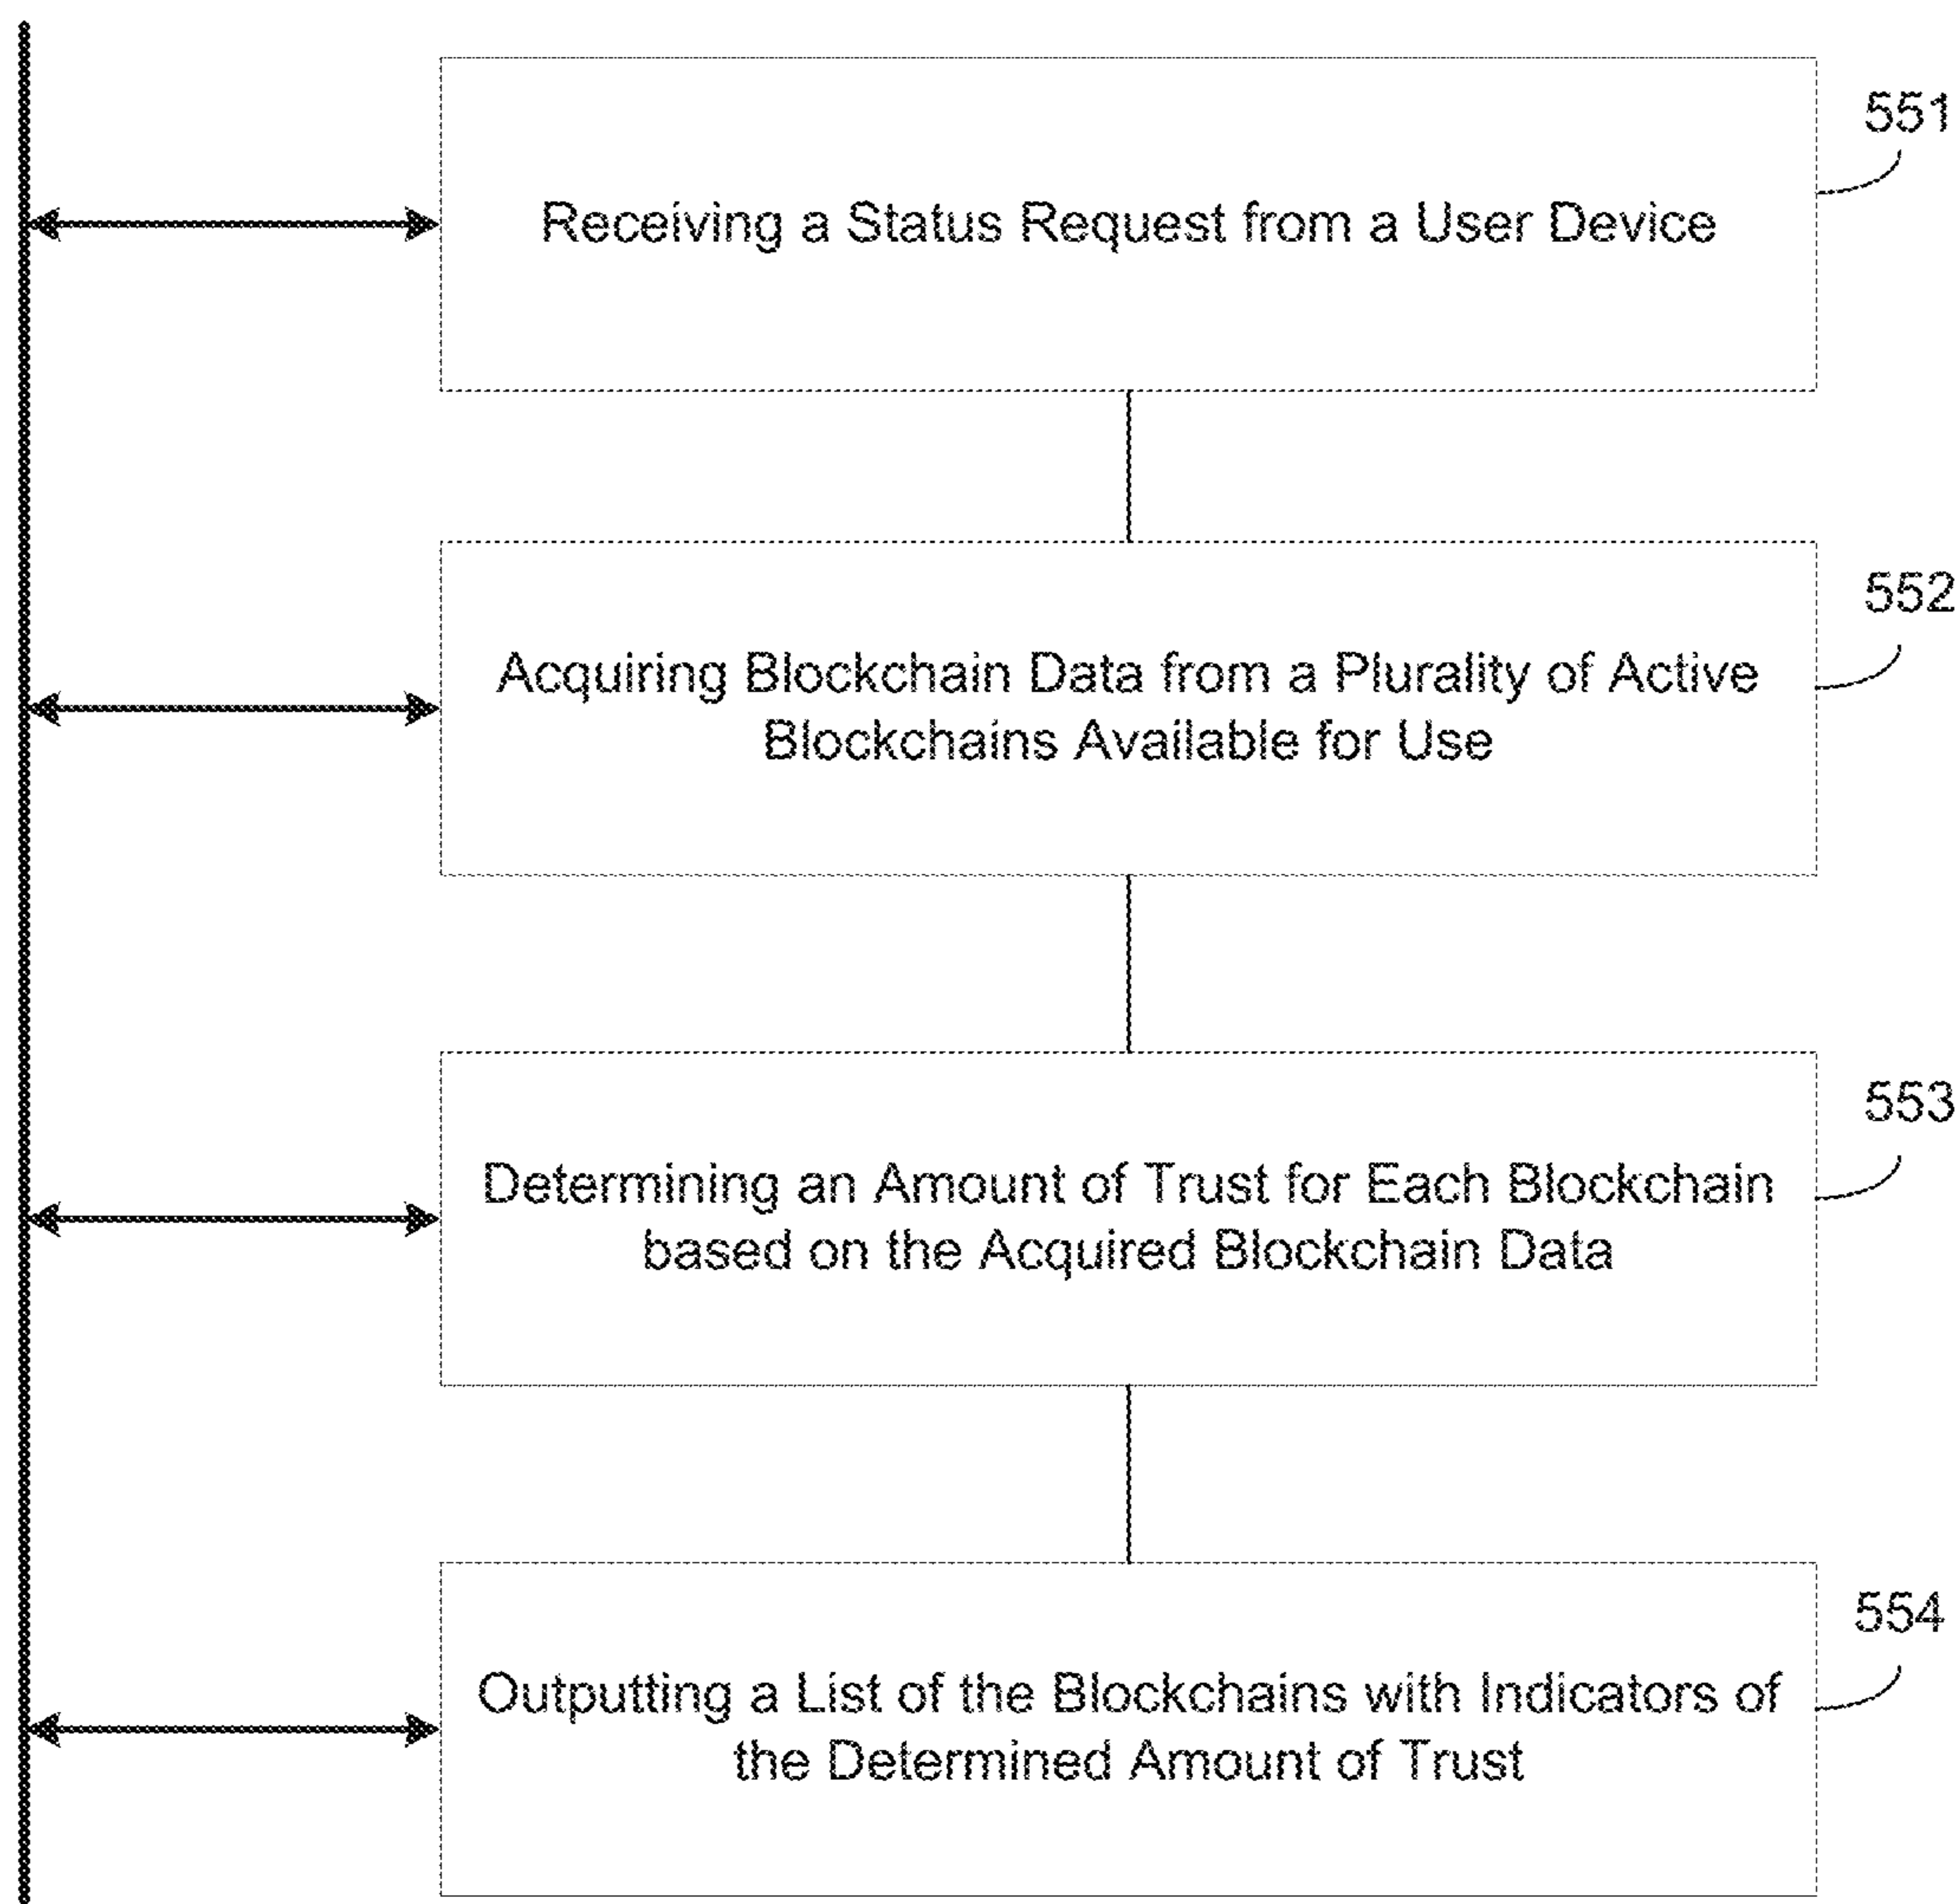 551
Receiving a Status Request from a User Device
552
Acquiring Blockchain Data from a Plurality of Active
Blockchains Available for Use
553
Determining an Amount of Trust for Each Blockchain
based on the Acquired Blockchain Data
554
Outputting a List of the Blockchains with Indicators of
the Determined Amount of Trust